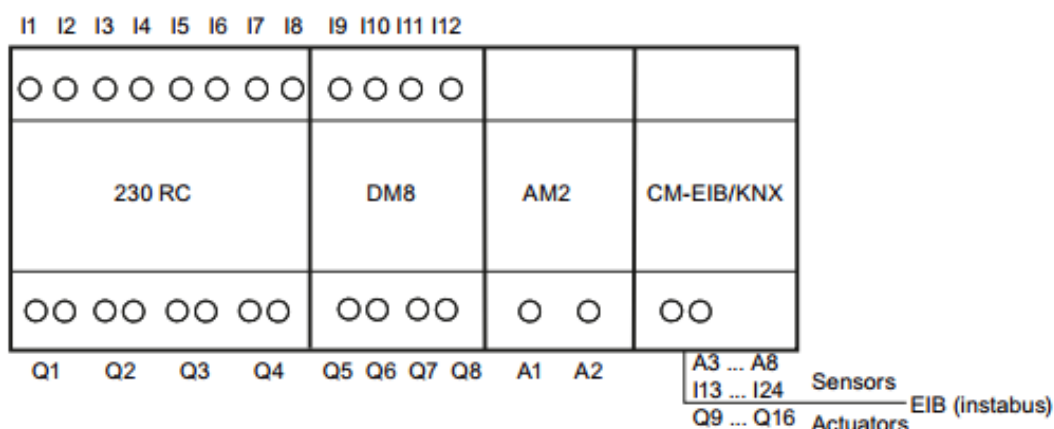 I1 I2 I3 I4 I5 I6 I7 I8 I9 I10 I11 I12
230 RC DM8 AM2 CM-EIB/KNX
Q1 Q2 Q3 Q4 Q5 Q6 Q7 Q8 A1 A2
A3 ... A8
I13 ... I24 Sensors
EIB (instabus)
Q9 ... Q16 Actuators